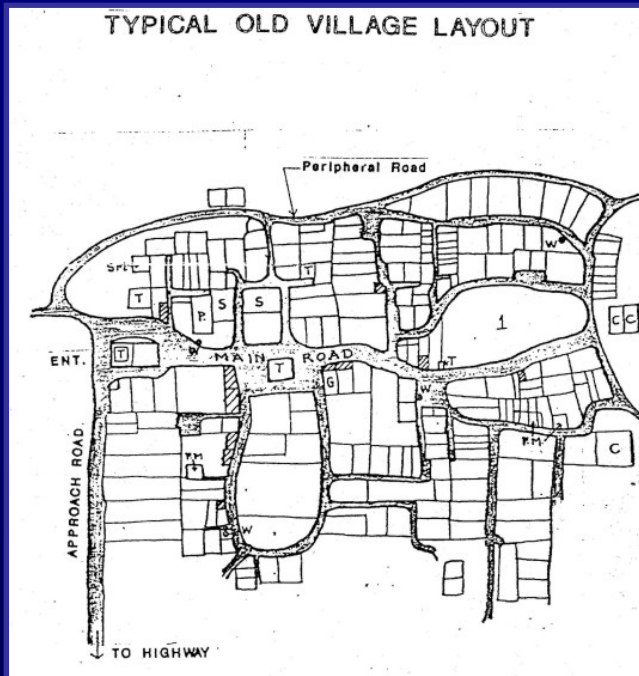 TYPICAL OLD VILLAGE LAYOUT
Peripheral Road
W
T
T
P.
S
S
1
C C
ENT.
T
W
MAIN ROAD
T
T
G
W
P.M
P.M
C
APPROACH ROAD
W
TO HIGHWAY